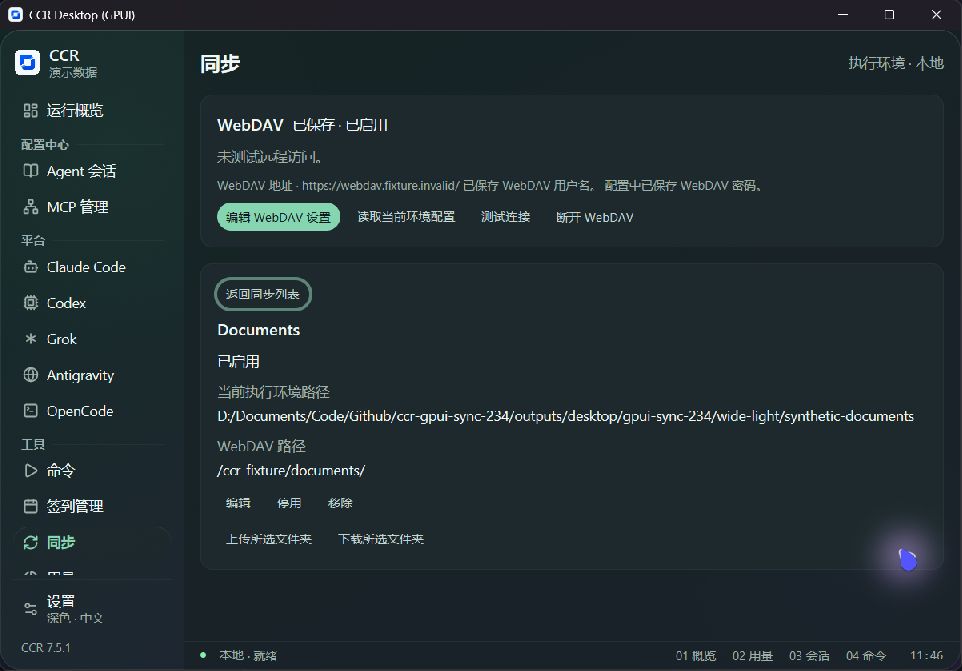 CCR Desktop (GPUI)
CCR
演示数据
运行概览
配置中心
Agent 会话
MCP 管理
平台
Claude Code
Codex
Grok
Antigravity
OpenCode
工具
命令
签到管理
同步
设置
深色 · 中文
CCR 7.5.1
同步
执行环境 · 本地
WebDAV 已保存 · 已启用
未测试远程访问。
WebDAV 地址 · https://webdav.fixture.invalid/ 已保存 WebDAV 用户名。 配置中已保存 WebDAV 密码。
编辑 WebDAV 设置 读取当前环境配置 测试连接 断开 WebDAV
返回同步列表
Documents
已启用
当前执行环境路径
D:/Documents/Code/Github/ccr-gpui-sync-234/outputs/desktop/gpui-sync-234/wide-light/synthetic-documents
WebDAV 路径
/ccr-fixture/documents/
编辑 停用 移除
上传所选文件夹 下载所选文件夹
本地 · 就绪
01 概览 02 用量 03 会话 04 命令 11:46